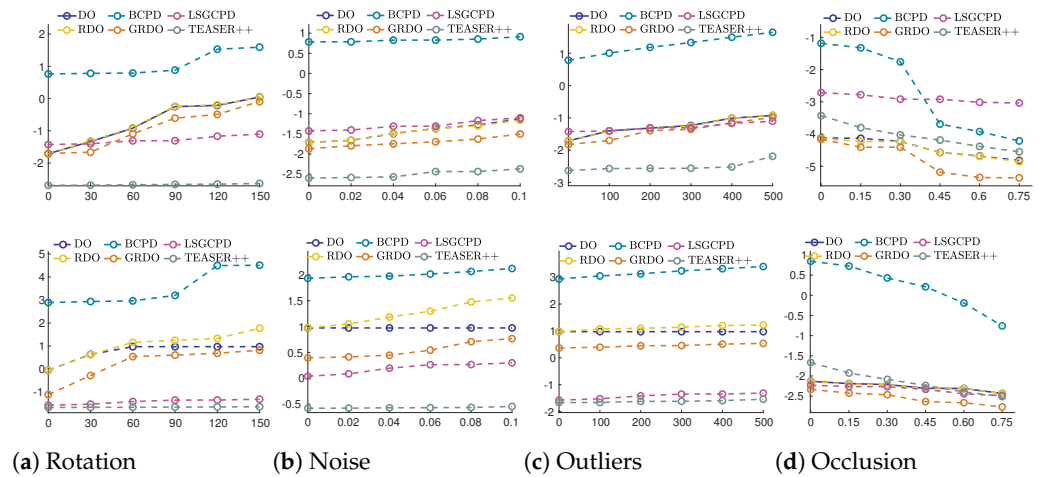 DO BCPD LSGCPD
RDO GRDO TEASER++
2
1
0
-1
-2
0 30 60 90 120 150
DO BCPD LSGCPD
RDO GRDO TEASER++
1
0.5
0
-0.5
-1
-1.5
-2
-2.5
0 0.02 0.04 0.06 0.08 0.1
DO BCPD LSGCPD
RDO GRDO TEASER++
1
0
-1
-2
-3
100 200 300 400 500
DO BCPD LSGCPD
RDO GRDO TEASER++
-1
-2
-3
-4
-5
0 0.15 0.30 0.45 0.60 0.75
DO BCPD LSGCPD
RDO GRDO TEASER++
5
4
3
2
1
0
-1
0 30 60 90 120 150
DO BCPD LSGCPD
RDO GRDO TEASER++
2
1.5
1
0.5
0
-0.5
0 0.02 0.04 0.06 0.08 0.1
DO BCPD LSGCPD
RDO GRDO TEASER++
3
2
1
0
-1
-2
0 100 200 300 400 500
DO BCPD LSGCPD
RDO GRDO TEASER++
1
0.5
0
-0.5
-1
-1.5
-2
-2.5
0 0.15 0.30 0.45 0.60 0.75
(a) Rotation (b) Noise (c) Outliers (d) Occlusion